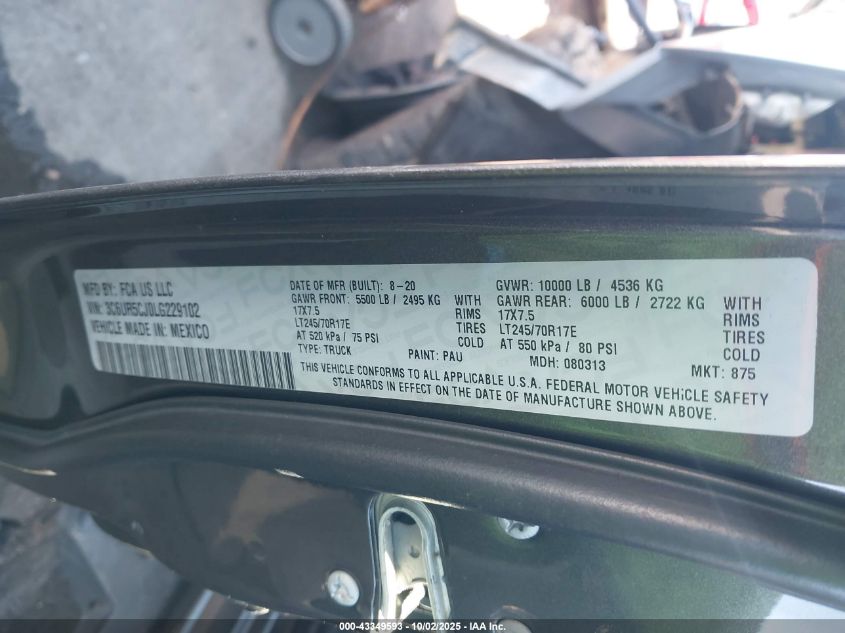 MFD BY: FCA US LLC
VIN: 3C6UR5CJ0LG229102
VEHICLE MADE IN: MEXICO
DATE OF MFR (BUILT): 8-20
GAWR FRONT: 5500 LB / 2495 KG WITH
17X7.5 RIMS
LT245/70R17E TIRES
AT 520 kPa / 75 PSI COLD
TYPE: TRUCK PAINT: PAU
GVWR: 10000 LB / 4536 KG
GAWR REAR: 6000 LB / 2722 KG WITH
17X7.5 RIMS
LT245/70R17E TIRES
AT 550 kPa / 80 PSI COLD
MDH: 080313 MKT: 875
THIS VEHICLE CONFORMS TO ALL APPLICABLE U.S.A. FEDERAL MOTOR VEHICLE SAFETY
STANDARDS IN EFFECT ON THE DATE OF MANUFACTURE SHOWN ABOVE.
000-43349593 - 10/02/2025 - IAA Inc.